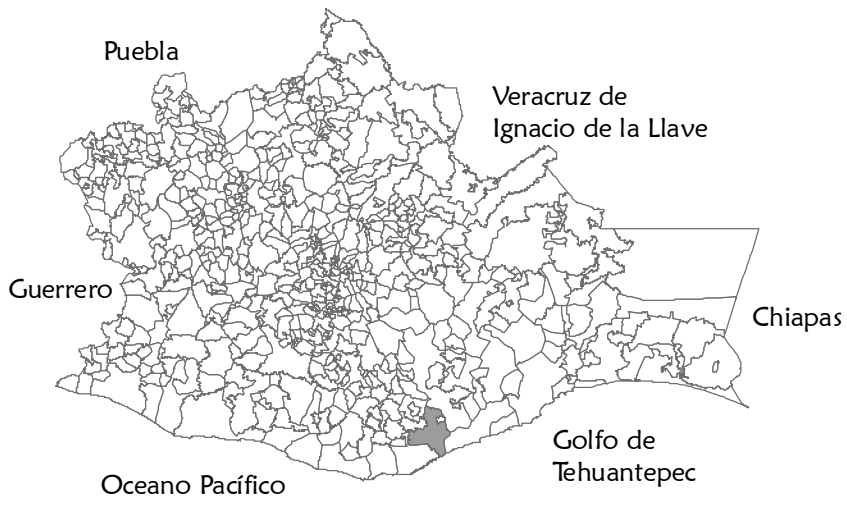 Puebla
Veracruz de
Ignacio de la Llave
Guerrero
Chiapas
Golfo de
Tehuantepec
Oceano Pacífico